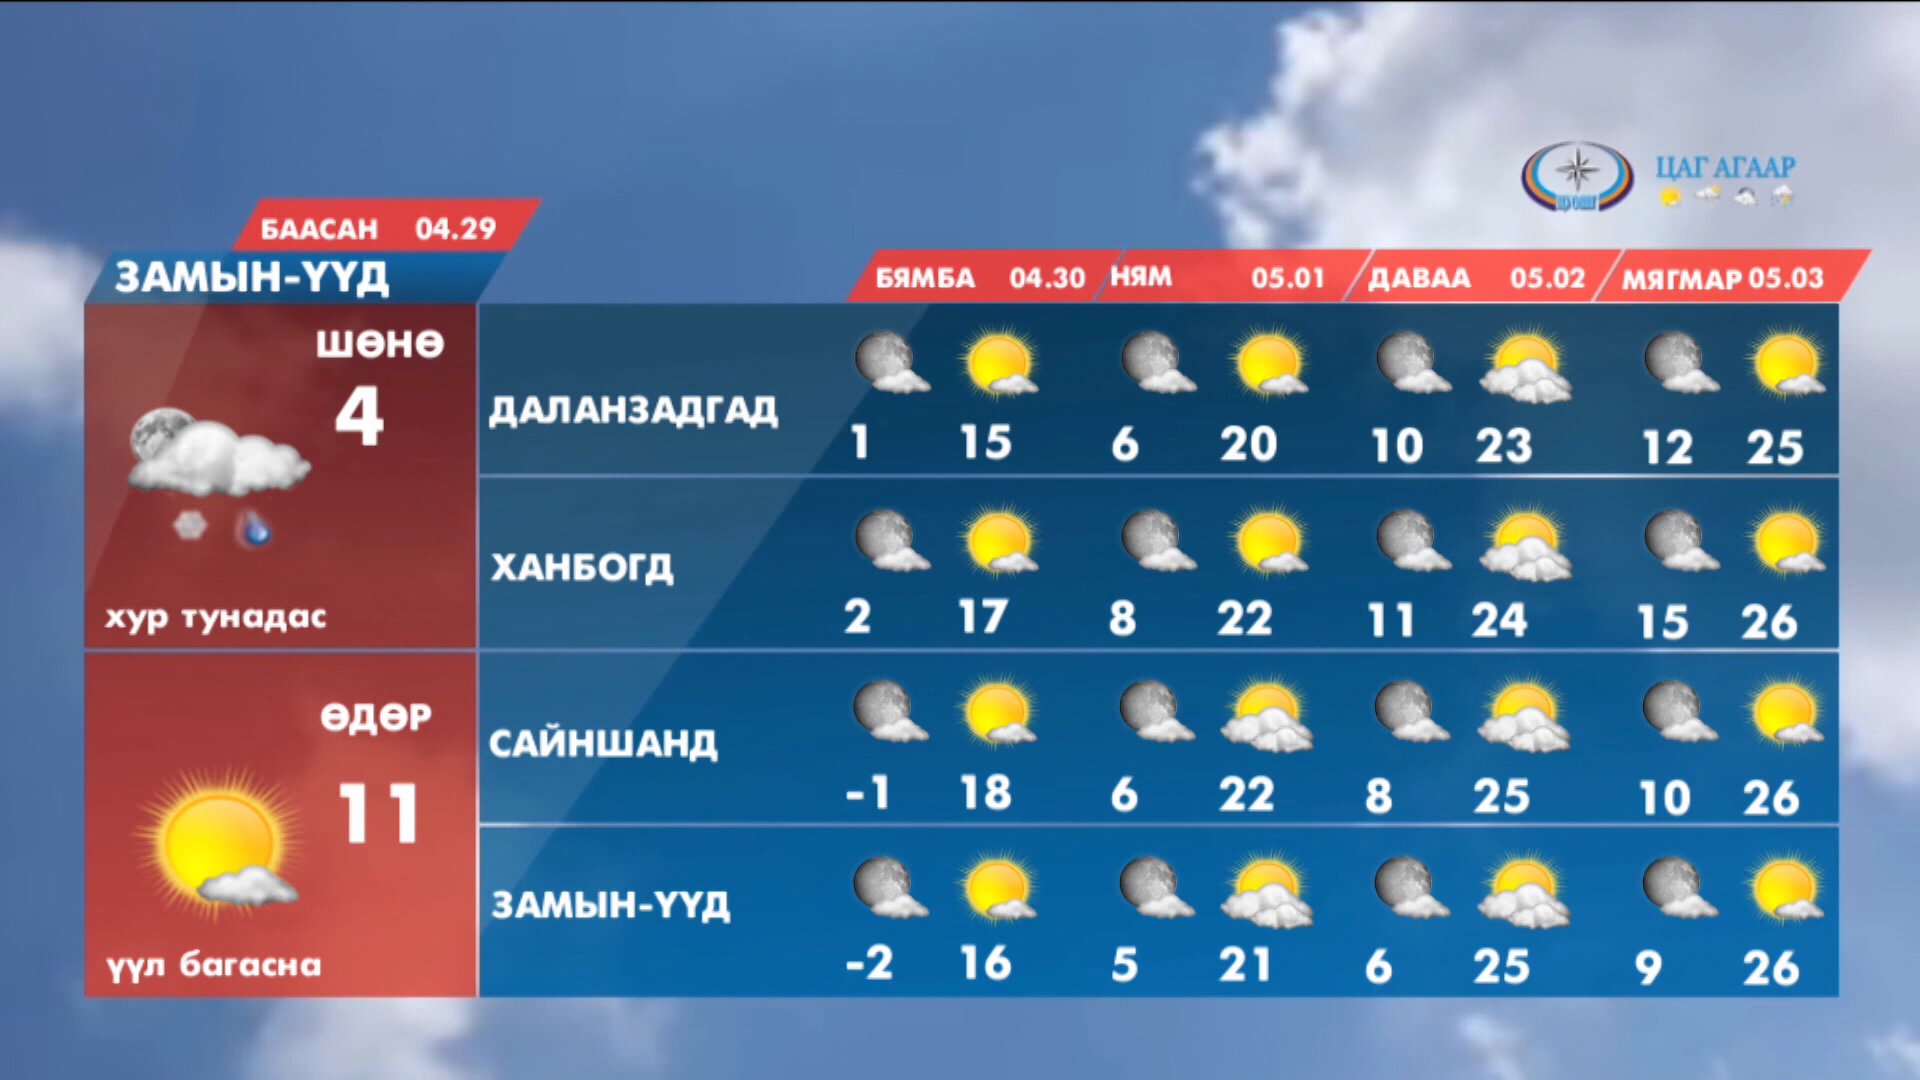 ЦАГ АГААР
БААСАН 04.29
ЗАМЫН-ҮҮД
ШӨНӨ
4
хур тунадас
ӨДӨР
11
үүл багасна
БЯМБА 04.30 НЯМ 05.01 ДАВАА 05.02 МЯГМАР 05.03
ДАЛАНЗАДГАД 1 15 6 20 10 23 12 25
ХАНБОГД 2 17 8 22 11 24 15 26
САЙНШАНД -1 18 6 22 8 25 10 26
ЗАМЫН-ҮҮД -2 16 5 21 6 25 9 26